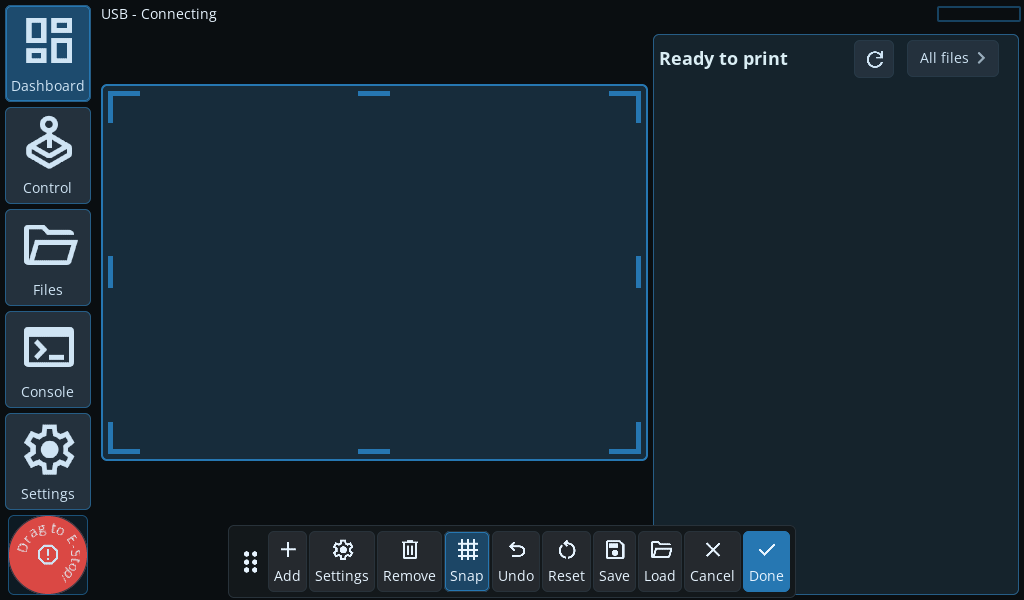 USB - Connecting
Dashboard
Control
Files
Console
Settings
Drag to E-Stop!
Ready to print
All files
Add
Settings
Remove
Snap
Undo
Reset
Save
Load
Cancel
Done